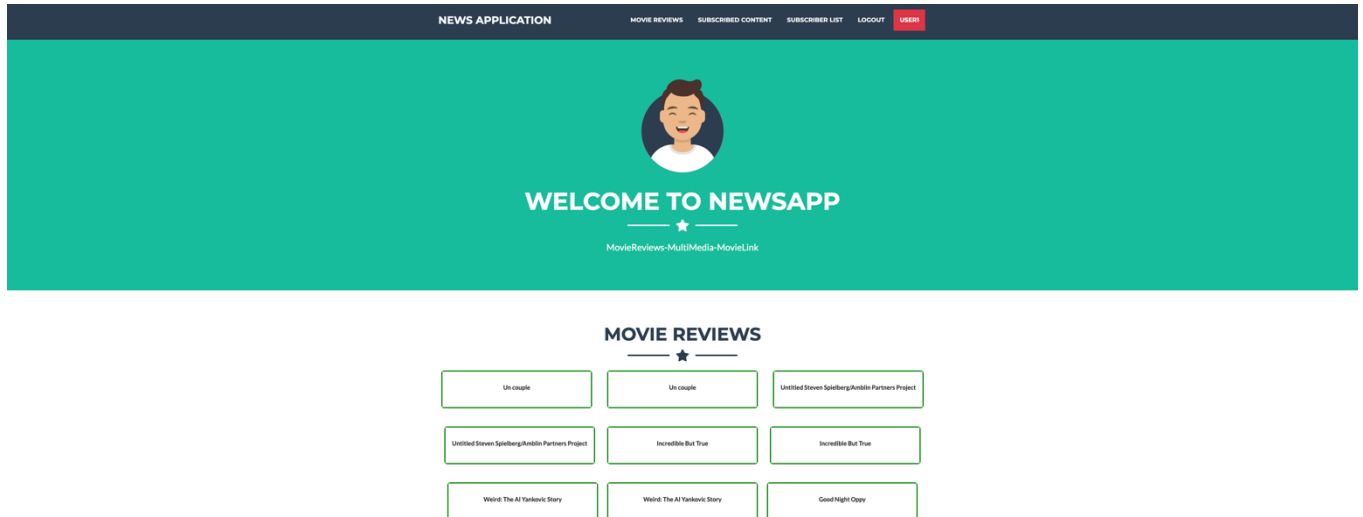 NEWS APPLICATION MOVIE REVIEWS SUBSCRIBED CONTENT SUBSCRIBER LIST LOGOUT USER1
WELCOME TO NEWSAPP
MovieReviews-MultiMedia-MovieLink
MOVIE REVIEWS
Un couple Un couple Untitled Steven Spielberg/Amblin Partners Project
Untitled Steven Spielberg/Amblin Partners Project Incredible But True Incredible But True
Weird: The Al Yankovic Story Weird: The Al Yankovic Story Good Night Oppy